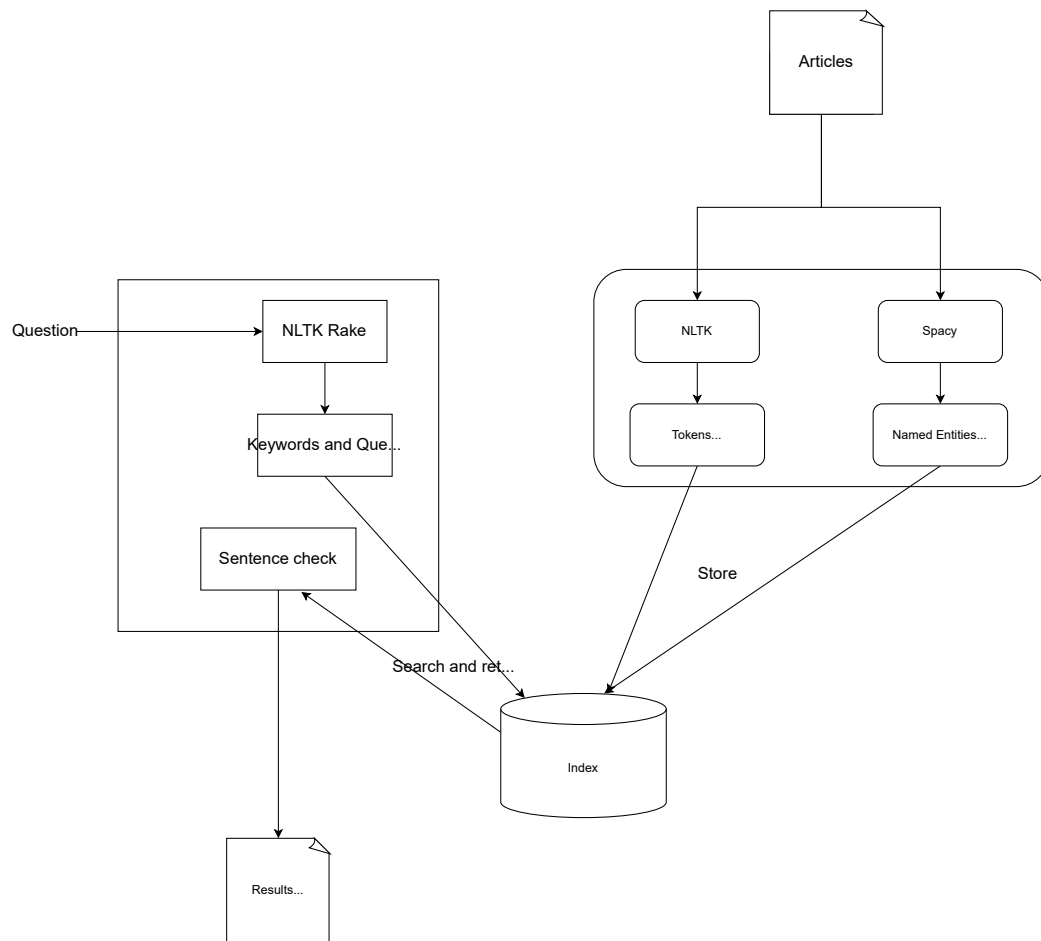 Articles
Question
NLTK Rake
NLTK
Spacy
Keywords and Que...
Tokens...
Named Entities...
Sentence check
Store
Search and ret...
Index
Results...